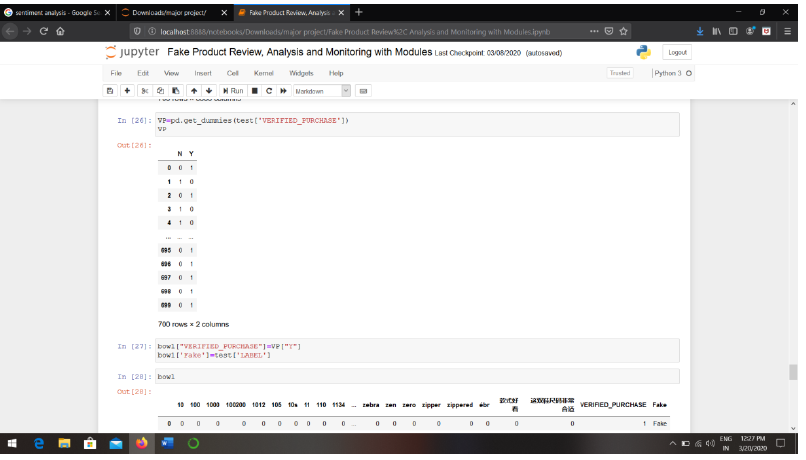 sentiment analysis - Google Se
Downloads/major project/
Fake Product Review, Analysis
localhost:8888/notebooks/Downloads/major project/Fake Product Review%2C Analysis and Monitoring with Modules.ipynb
jupyter Fake Product Review, Analysis and Monitoring with Modules Last Checkpoint: 03/08/2020 (autosaved)
Logout
File Edit View Insert Cell Kernel Widgets Help
Trusted Python 3
Run Markdown
In [26]: VP=pd.get_dummies(test['VERIFIED_PURCHASE'])
VP
Out[26]:
N Y
0 0 1
1 1 0
2 0 1
3 1 0
4 1 0
... ... ...
695 0 1
696 0 1
697 0 1
698 0 1
699 0 1
700 rows × 2 columns
In [27]: bow1["VERIFIED_PURCHASE"]=VP["Y"]
bow1['Fake']=test['LABEL']
In [28]: bow1
Out[28]:
10 100 1000 100200 1012 105 10s 11 110 1134 ... zebra zen zero zipper zippered ébr 款式好看 VERIFIED_PURCHASE Fake
0 0 0 0 0 0 0 0 0 0 0 ... 0 0 0 0 0 0 0 0 1 Fake
ENG 12:27 PM
IN 3/20/2020